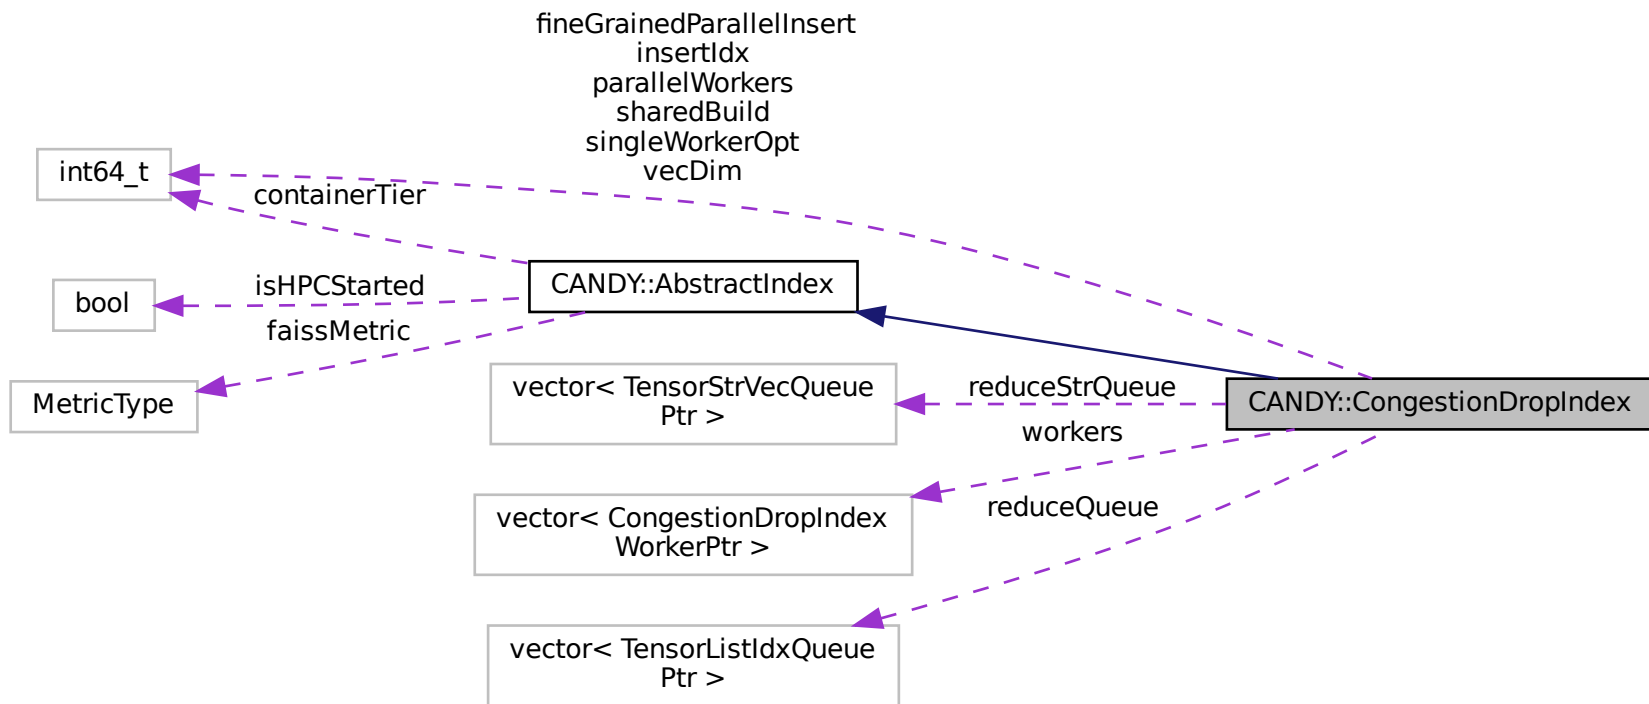 fineGrainedParallelInsert
insertIdx
parallelWorkers
sharedBuild
singleWorkerOpt
vecDim
int64_t
containerTier
CANDY::AbstractIndex
isHPCStarted
bool
faissMetric
MetricType
vector< TensorStrVecQueue
Ptr >
reduceStrQueue
CANDY::CongestionDropIndex
workers
vector< CongestionDropIndex
WorkerPtr >
reduceQueue
vector< TensorListIdxQueue
Ptr >